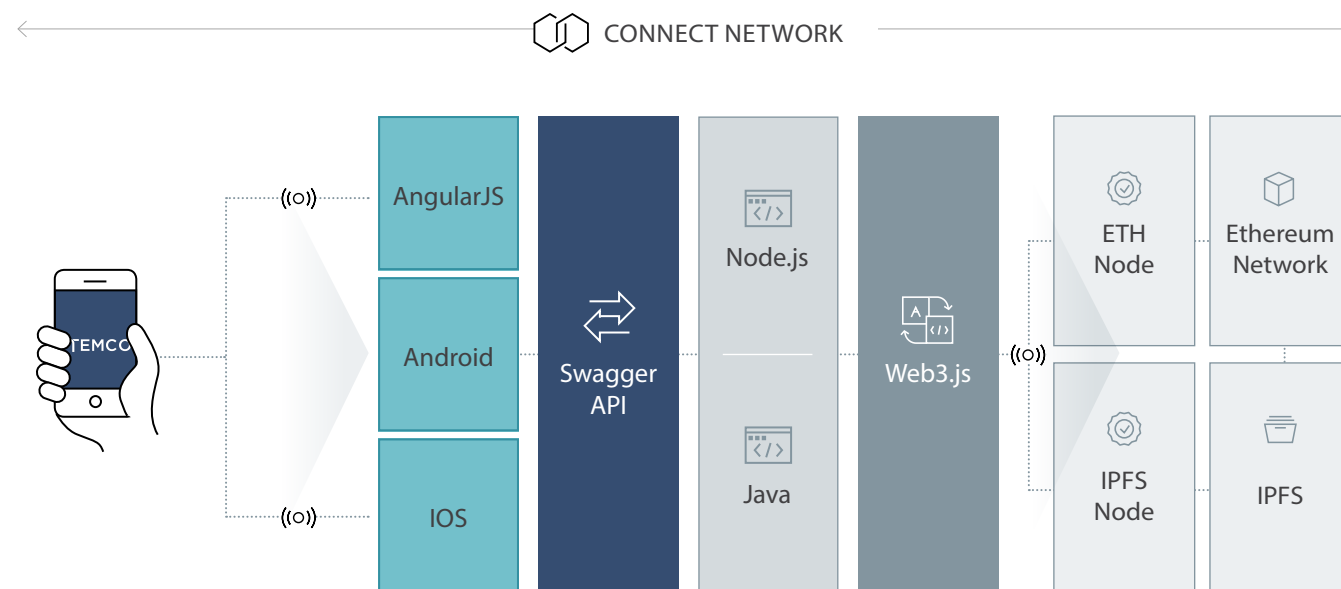 CONNECT NETWORK
TEMCO
AngularJS
Android
IOS
Swagger
API
Node.js
Java
Web3.js
ETH
Node
Ethereum
Network
IPFS
Node
IPFS